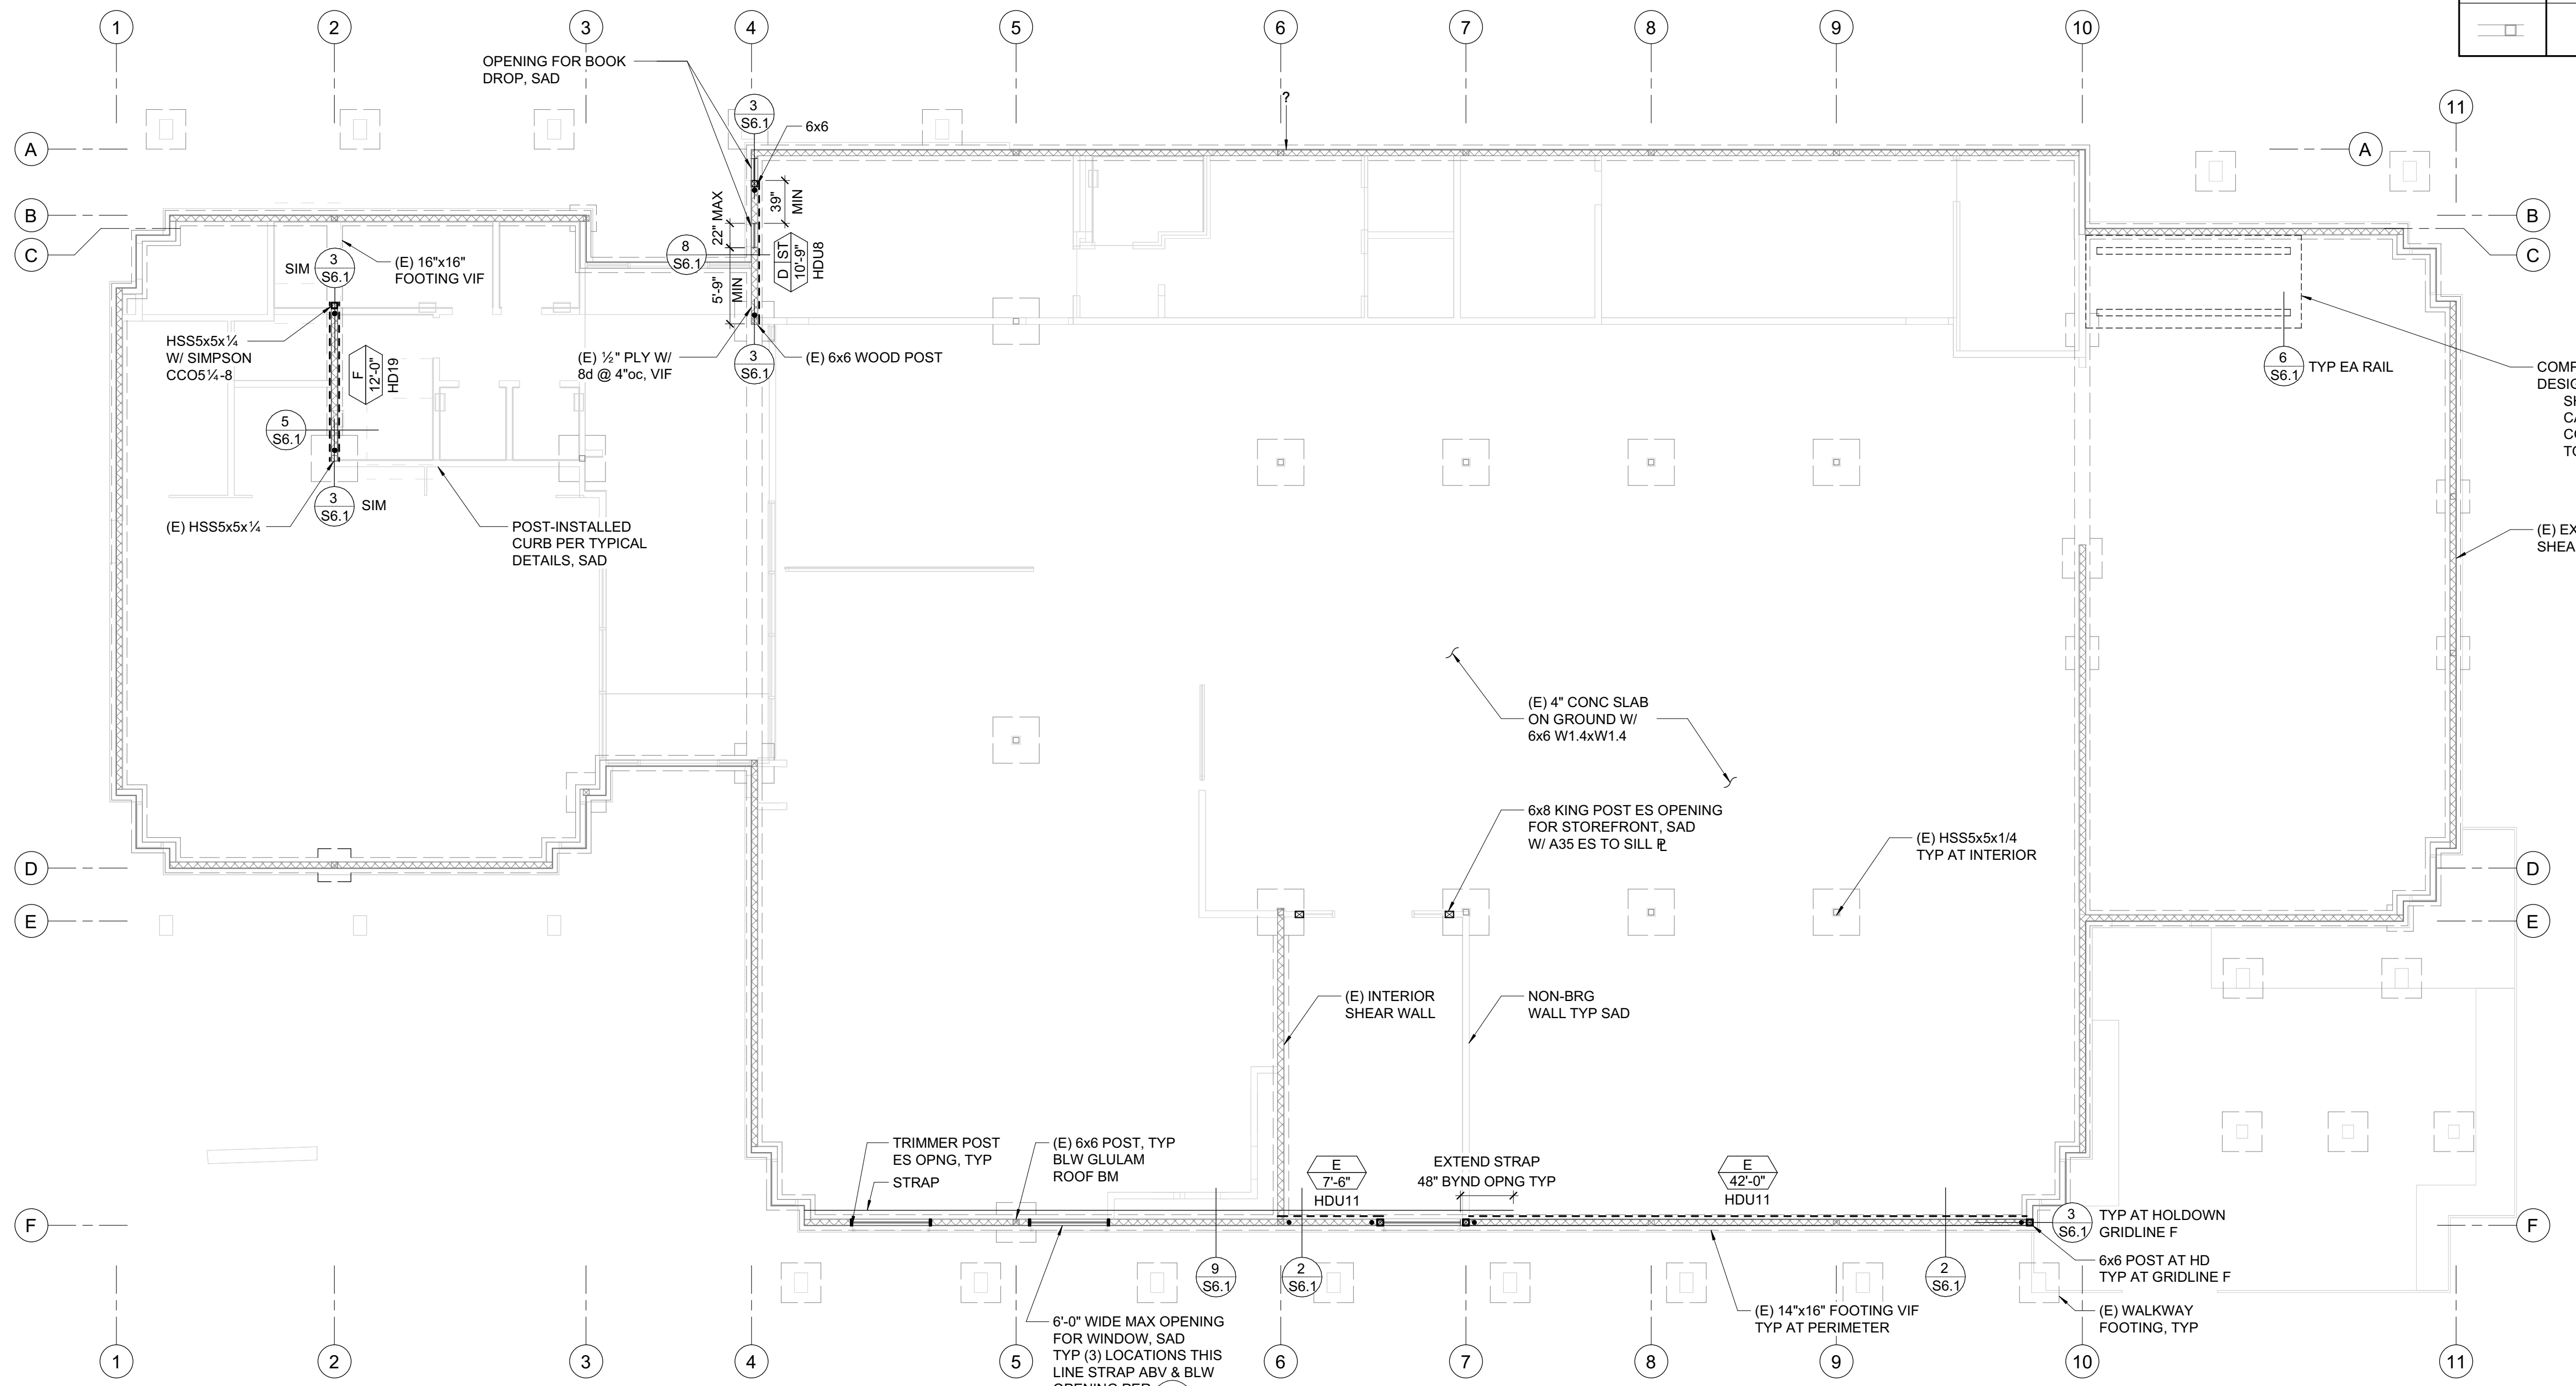 1
2
3
4
5
6
7
8
9
10
11
A
B
C
A
B
C
D
E
F
D
E
F
OPENING FOR BOOK
DROP, SAD
3
S6.1
6x6
?
39"
MIN
22" MAX
5'-9"
MIN
8
S6.1
D ST
10'-9"
HDU8
SIM
3
S6.1
(E) 16"x16"
FOOTING VIF
HSS5x5x¼
W/ SIMPSON
CCO5¼-8
F
12'-0"
HD19
5
S6.1
(E) ½" PLY W/
8d @ 4"oc, VIF
3
S6.1
(E) 6x6 WOOD POST
6
S6.1
TYP EA RAIL
(E) HSS5x5x¼
3
S6.1
SIM
POST-INSTALLED
CURB PER TYPICAL
DETAILS, SAD
(E) 4" CONC SLAB
ON GROUND W/
6x6 W1.4xW1.4
6x8 KING POST ES OPENING
FOR STOREFRONT, SAD
W/ A35 ES TO SILL PL
(E) HSS5x5x1/4
TYP AT INTERIOR
(E) INTERIOR
SHEAR WALL
NON-BRG
WALL TYP SAD
TRIMMER POST
ES OPNG, TYP
STRAP
(E) 6x6 POST, TYP
BLW GLULAM
ROOF BM
E
7'-6"
HDU11
EXTEND STRAP
48" BYND OPNG TYP
E
42'-0"
HDU11
3
S6.1
TYP AT HOLDOWN
GRIDLINE F
6x6 POST AT HD
TYP AT GRIDLINE F
9
S6.1
2
S6.1
2
S6.1
(E) 14"x16" FOOTING VIF
TYP AT PERIMETER
(E) WALKWAY
FOOTING, TYP
6'-0" WIDE MAX OPENING
FOR WINDOW, SAD
TYP (3) LOCATIONS THIS
LINE STRAP ABV & BLW
1
2
3
4
5
6
7
8
9
10
11